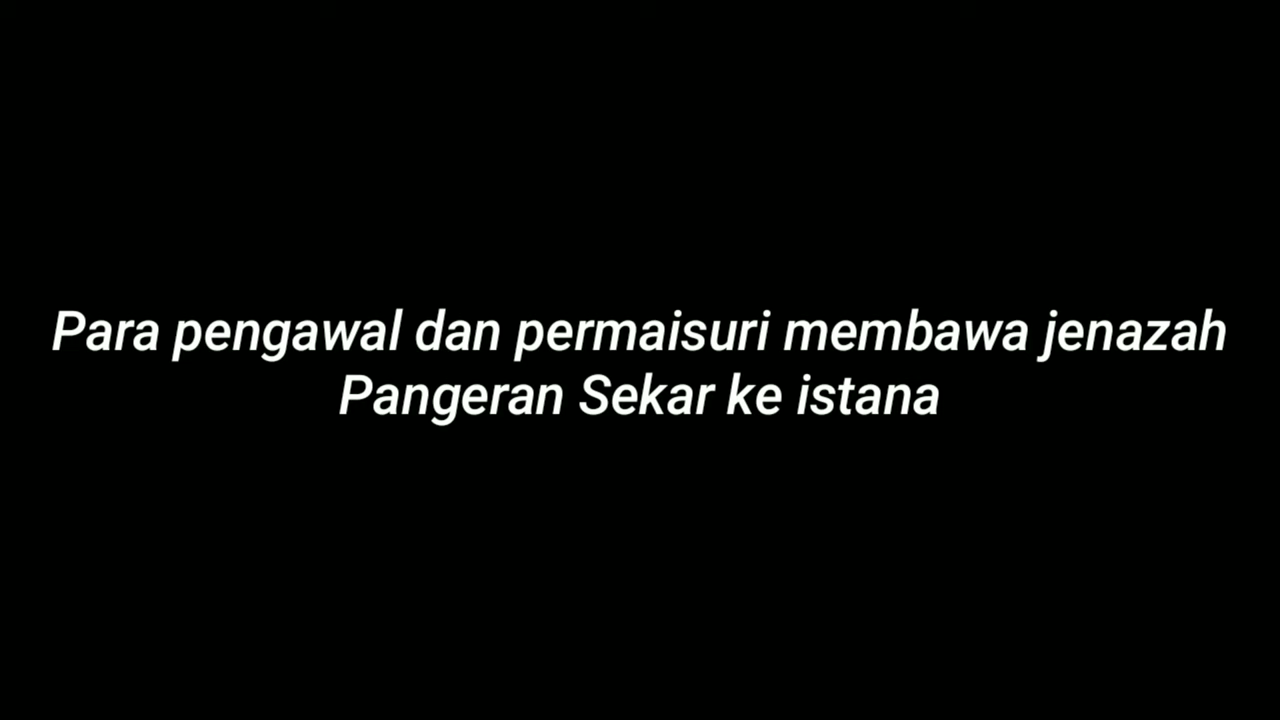 Para pengawal dan permaisuri membawa jenazah
Pangeran Sekar ke istana